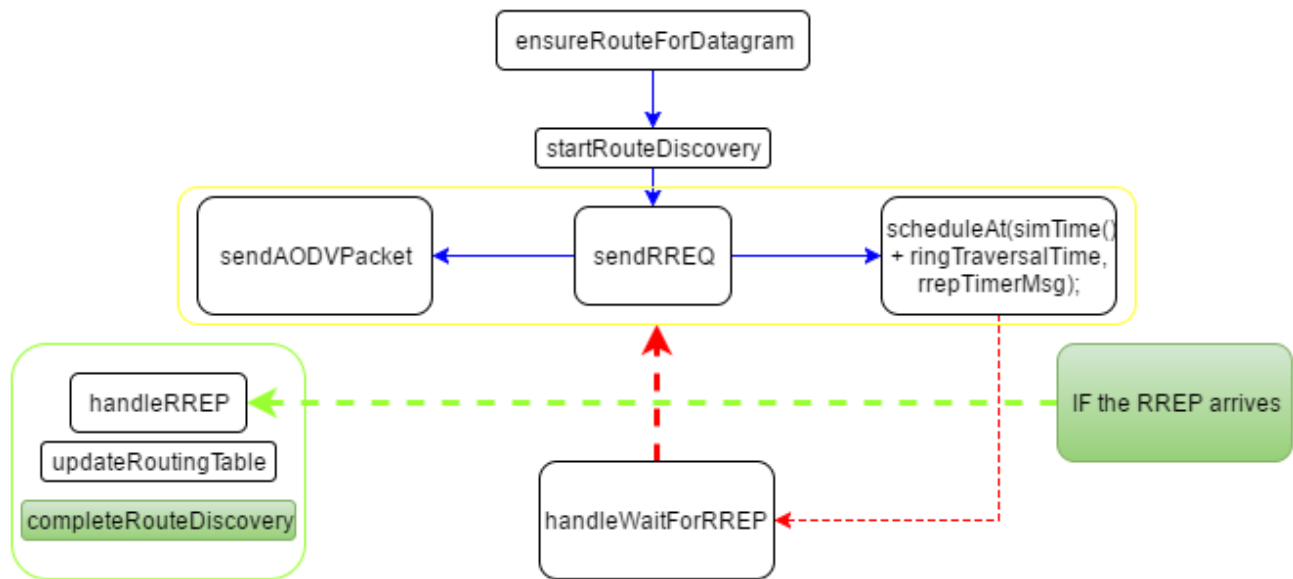 ensureRouteForDatagram
startRouteDiscovery
sendAODVPacket
sendRREQ
scheduleAt(simTime()
+ ringTraversalTime,
rrepTimerMsg);
handleRREP
updateRoutingTable
completeRouteDiscovery
IF the RREP arrives
handleWaitForRREP